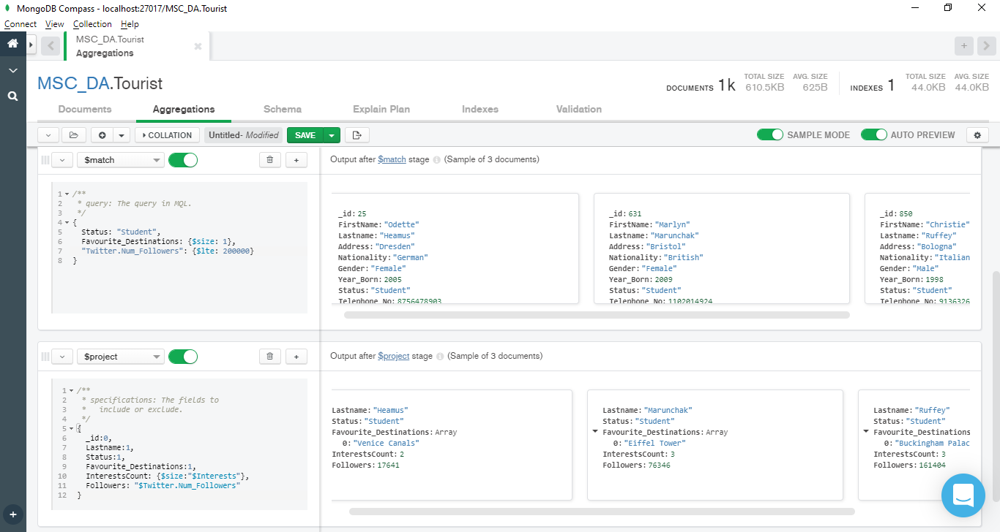 MongoDB Compass - localhost:27017/MSC_DA.Tourist
Connect View Collection Help
MSC_DA.Tourist
Aggregations
MSC_DA.Tourist
DOCUMENTS 1k TOTAL SIZE 610.5KB AVG. SIZE 625B INDEXES 1 TOTAL SIZE 44.0KB AVG. SIZE 44.0KB
Documents Aggregations Schema Explain Plan Indexes Validation
COLLATION Untitled- Modified SAVE SAMPLE MODE AUTO PREVIEW
$match
Output after $match stage (Sample of 3 documents)
1 /**
2 * query: The query in MQL.
3 */
4 {
5 Status: "Student",
6 Favourite_Destinations: {$size: 1},
7 "Twitter.Num_Followers": {$lte: 200000}
8 }
_id: 25
FirstName: "Odette"
Lastname: "Heamus"
Address: "Dresden"
Nationality: "German"
Gender: "Female"
Year_Born: 2005
Status: "Student"
Telephone_No: 8756478903
_id: 631
FirstName: "Marlyn"
Lastname: "Marunchak"
Address: "Bristol"
Nationality: "British"
Gender: "Female"
Year_Born: 2009
Status: "Student"
Telephone_No: 1102014924
_id: 850
FirstName: "Christie"
Lastname: "Ruffey"
Address: "Bologna"
Nationality: "Italian
Gender: "Male"
Year_Born: 1998
Status: "Student"
Telephone_No: 9136326
$project
Output after $project stage (Sample of 3 documents)
1 /**
2 * specifications: The fields to
3 * include or exclude.
4 */
5 {
6 _id:0,
7 Lastname:1,
8 Status:1,
9 Favourite_Destinations:1,
10 InterestsCount: {$size:"$Interests"},
11 Followers: "$Twitter.Num_Followers"
12 }
Lastname: "Heamus"
Status: "Student"
Favourite_Destinations: Array
0: "Venice Canals"
InterestsCount: 2
Followers: 17641
Lastname: "Marunchak"
Status: "Student"
Favourite_Destinations: Array
0: "Eiffel Tower"
InterestsCount: 3
Followers: 76346
Lastname: "Ruffey"
Status: "Student"
Favourite_Destinations
0: "Buckingham Palac
InterestsCount: 3
Followers: 161404